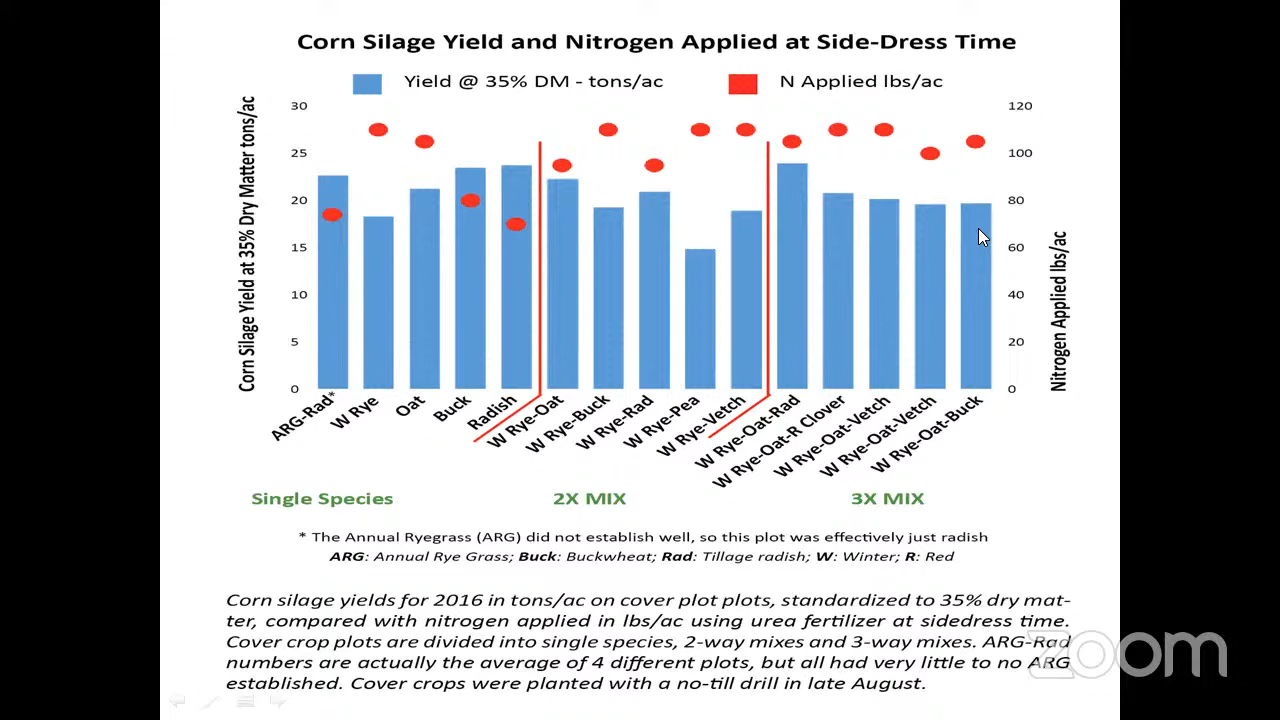 Corn Silage Yield and Nitrogen Applied at Side-Dress Time
Yield @ 35% DM - tons/ac
N Applied lbs/ac
Corn Silage Yield at 35% Dry Matter tons/ac
30
25
20
15
10
5
0
120
100
80
60
40
20
0
Nitrogen Applied lbs/ac
ARG-Rad*
W Rye
Oat
Buck
Radish
W Rye-Oat
W Rye-Buck
W Rye-Rad
W Rye-Pea
W Rye-Vetch
W Rye-Oat-Rad
W Rye-Oat-R Clover
W Rye-Oat-Vetch
W Rye-Oat-Vetch
W Rye-Oat-Buck
Single Species
2X MIX
3X MIX
* The Annual Ryegrass (ARG) did not establish well, so this plot was effectively just radish
ARG: Annual Rye Grass; Buck: Buckwheat; Rad: Tillage radish; W: Winter; R: Red
Corn silage yields for 2016 in tons/ac on cover plot plots, standardized to 35% dry mat-
ter, compared with nitrogen applied in lbs/ac using urea fertilizer at sidedress time.
Cover crop plots are divided into single species, 2-way mixes and 3-way mixes. ARG-Rad
numbers are actually the average of 4 different plots, but all had very little to no ARG
established. Cover crops were planted with a no-till drill in late August.
zoom